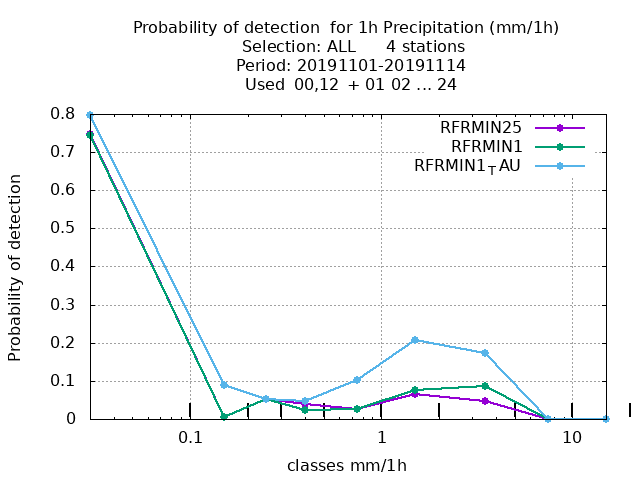 Probability of detection  for 1h Precipitation (mm/1h)
Selection: ALL      4 stations
Period: 20191101-20191114
Used  00,12  + 01 02 ... 24
RFRMIN25
RFRMIN1
RFRMIN1TAU
Probability of detection
0.8
0.7
0.6
0.5
0.4
0.3
0.2
0.1
0
0.1
1
10
classes mm/1h